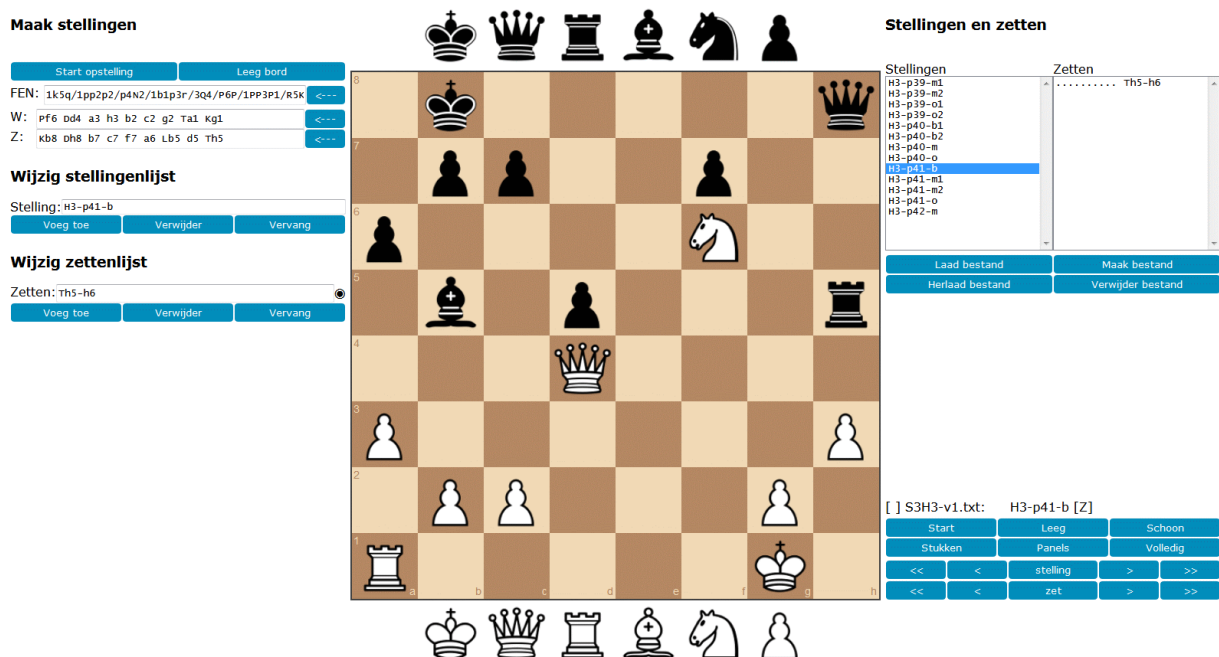 Maak stellingen
Start opstelling
Leeg bord
FEN: 1k5q/1pp2p2/p4N2/1b1p3r/3Q4/P6P/1PP3P1/R5K
<---
W: Pf6 Dd4 a3 h3 b2 c2 g2 Ta1 Kg1
<---
Z: Kb8 Dh8 b7 c7 f7 a6 Lb5 d5 Th5
<---
Wijzig stellingenlijst
Stelling: H3-p41-b
Voeg toe
Verwijder
Vervang
Wijzig zettenlijst
Zetten: Th5-h6
Voeg toe
Verwijder
Vervang
8
7
6
5
4
3
2
1
a
b
c
d
e
f
g
h
Stellingen en zetten
Stellingen
Zetten
H3-p39-m1
H3-p39-m2
H3-p39-o1
H3-p39-o2
H3-p40-b1
H3-p40-b2
H3-p40-m
H3-p40-o
H3-p41-b
H3-p41-m1
H3-p41-m2
H3-p41-o
H3-p42-m
.......... Th5-h6
Laad bestand
Maak bestand
Herlaad bestand
Verwijder bestand
[ ] S3H3-v1.txt: H3-p41-b [Z]
Start
Leeg
Schoon
Stukken
Panels
Volledig
<<
<
stelling
>
>>
<<
<
zet
>
>>